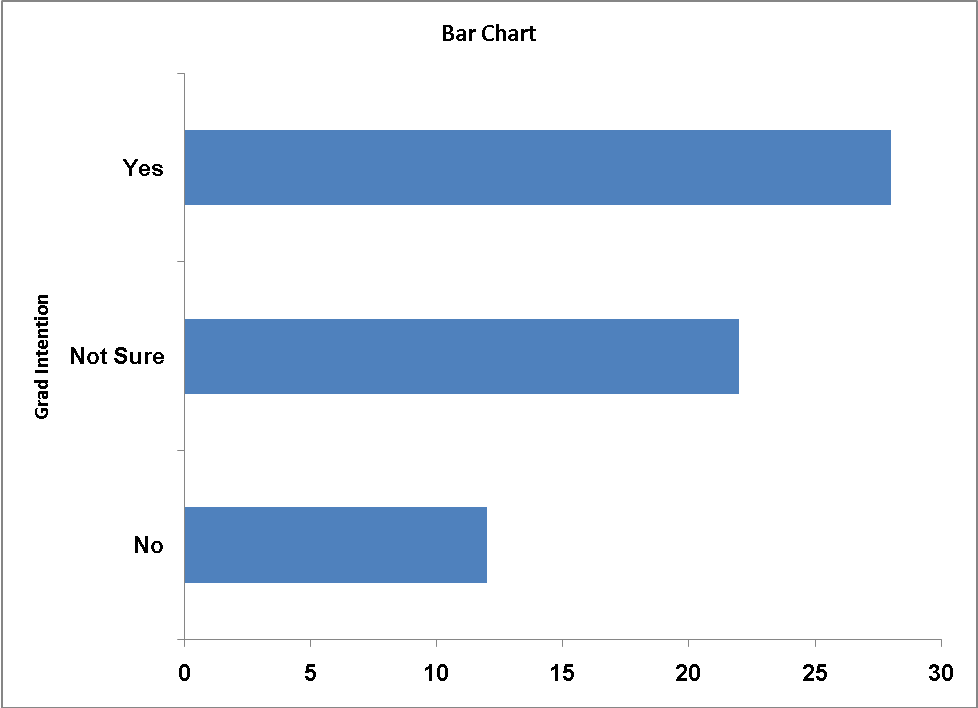 Bar Chart
Grad Intention
Yes
Not Sure
No
0 5 10 15 20 25 30